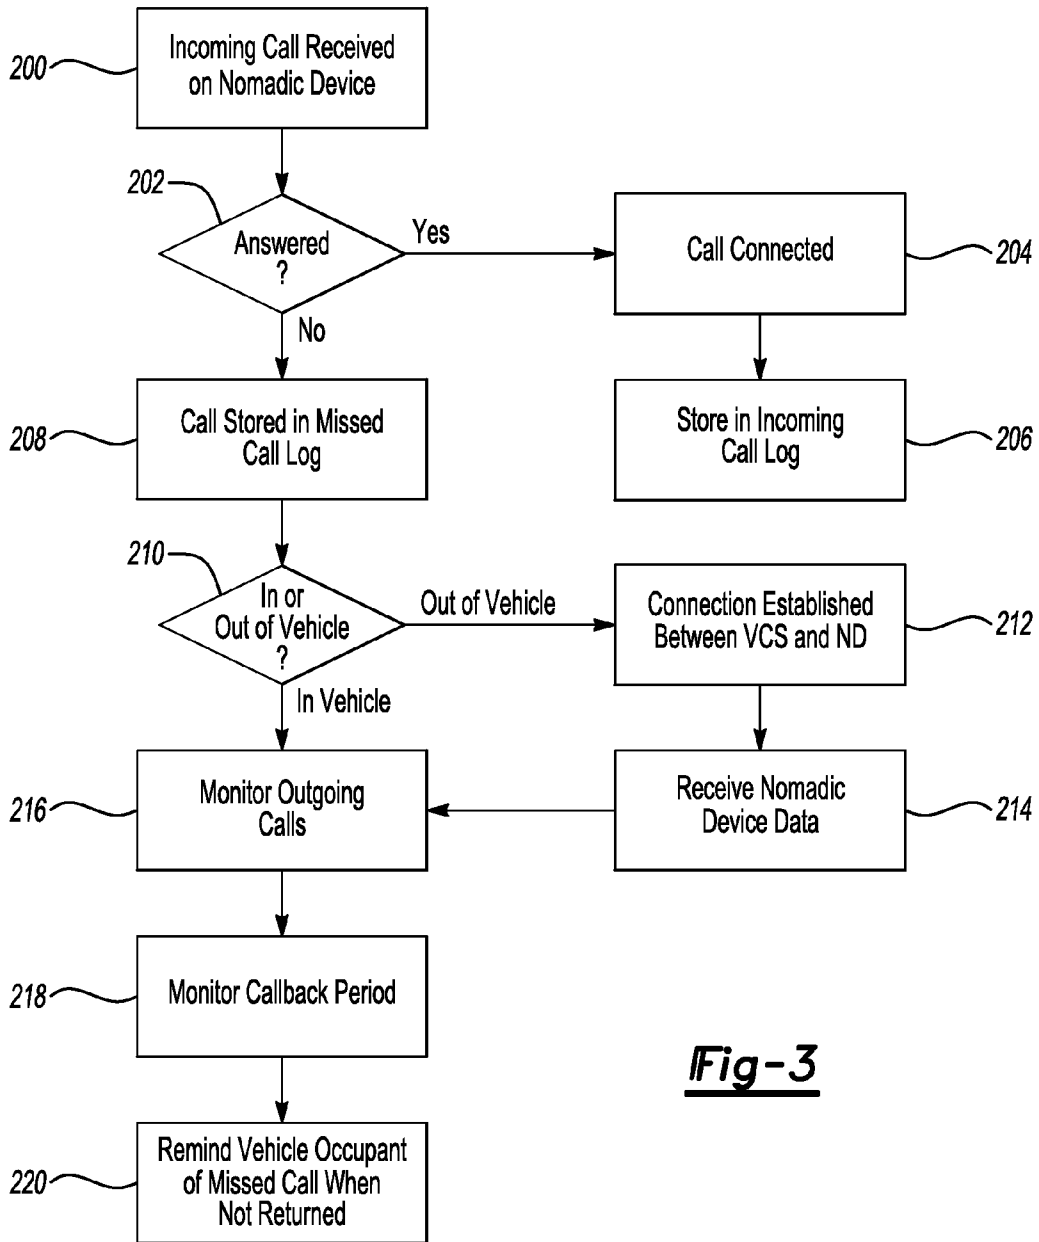 200
Incoming Call Received
on Nomadic Device
202
Answered
?
Yes
Call Connected
204
No
208
Call Stored in Missed
Call Log
Store in Incoming
Call Log
206
210
In or
Out of Vehicle
?
Out of Vehicle
Connection Established
Between VCS and ND
212
In Vehicle
216
Monitor Outgoing
Calls
Receive Nomadic
Device Data
214
218
Monitor Callback Period
Fig-3
220
Remind Vehicle Occupant
of Missed Call When
Not Returned